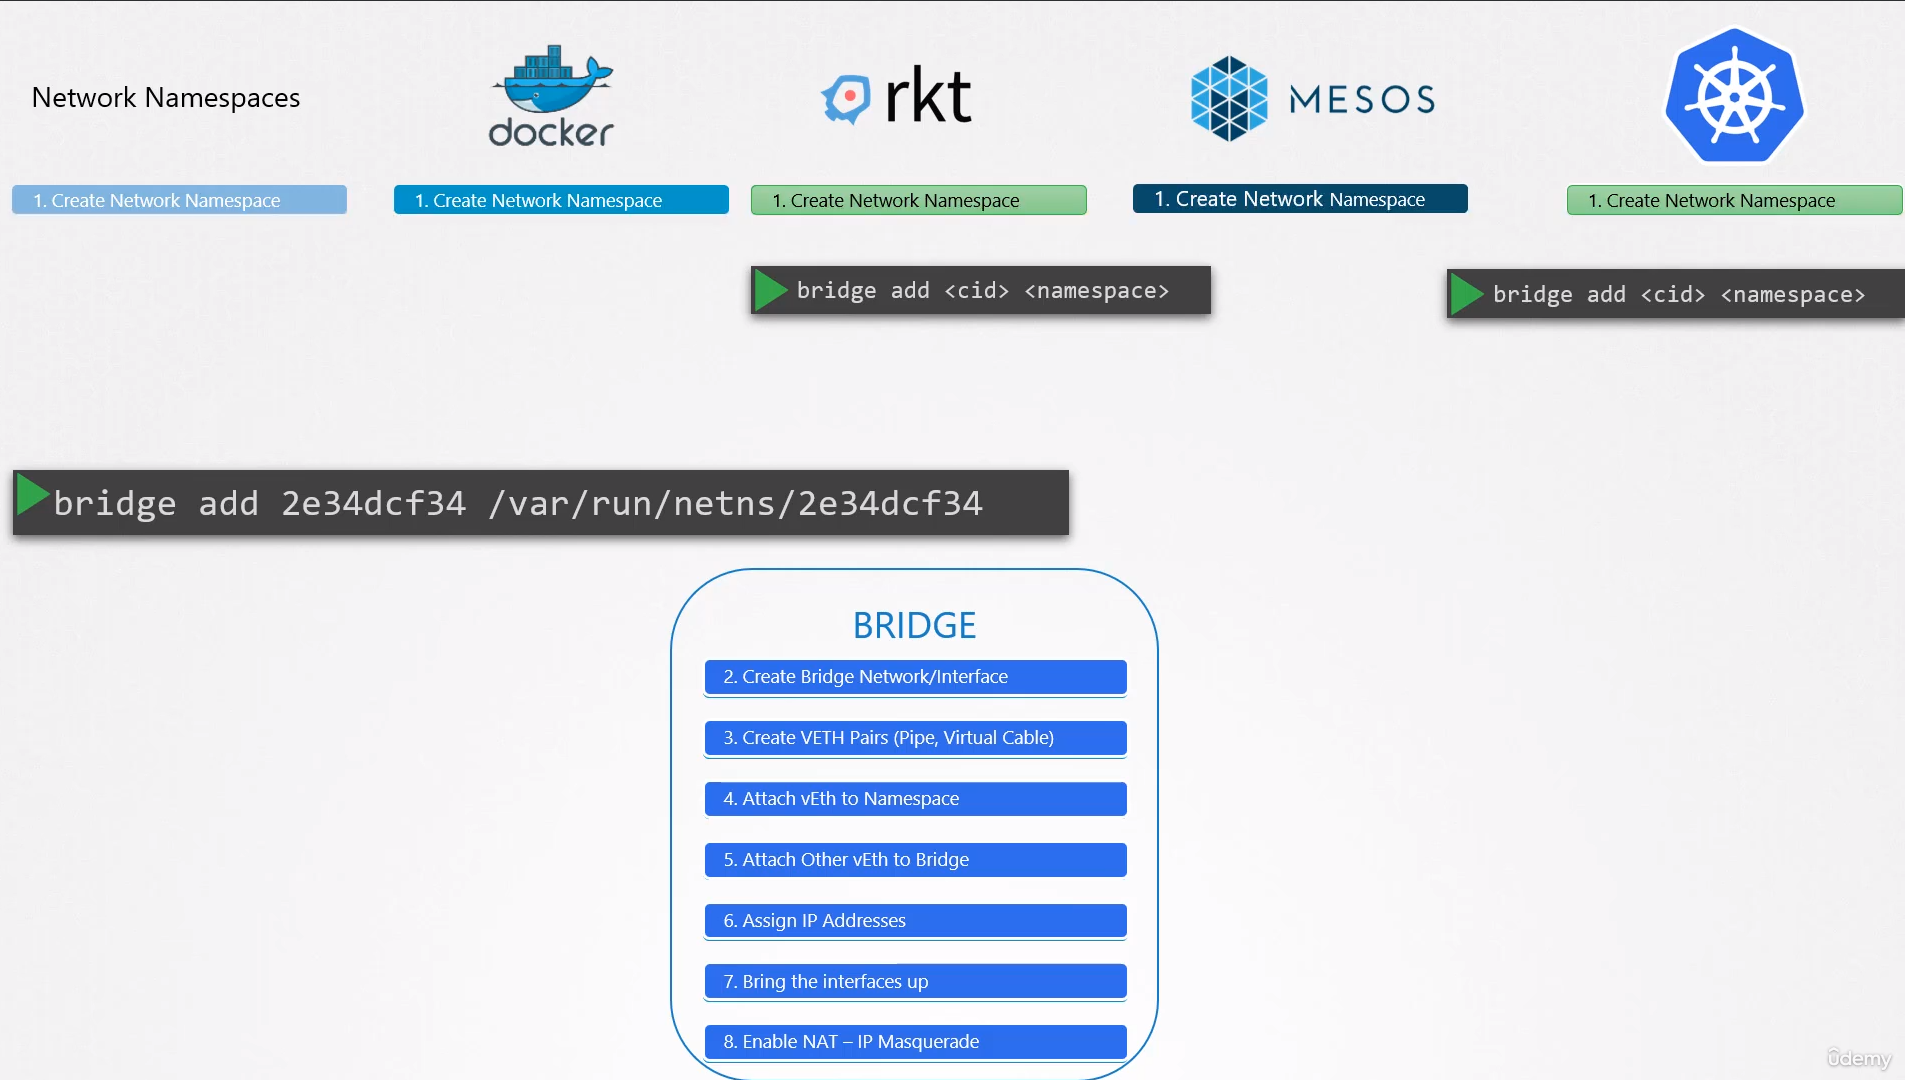 Network Namespaces
docker
rkt
MESOS
1. Create Network Namespace
1. Create Network Namespace
1. Create Network Namespace
1. Create Network Namespace
1. Create Network Namespace
bridge add <cid> <namespace>
bridge add <cid> <namespace>
bridge add 2e34dcf34 /var/run/netns/2e34dcf34
BRIDGE
2. Create Bridge Network/Interface
3. Create VETH Pairs (Pipe, Virtual Cable)
4. Attach vEth to Namespace
5. Attach Other vEth to Bridge
6. Assign IP Addresses
7. Bring the interfaces up
8. Enable NAT – IP Masquerade
ûdemy